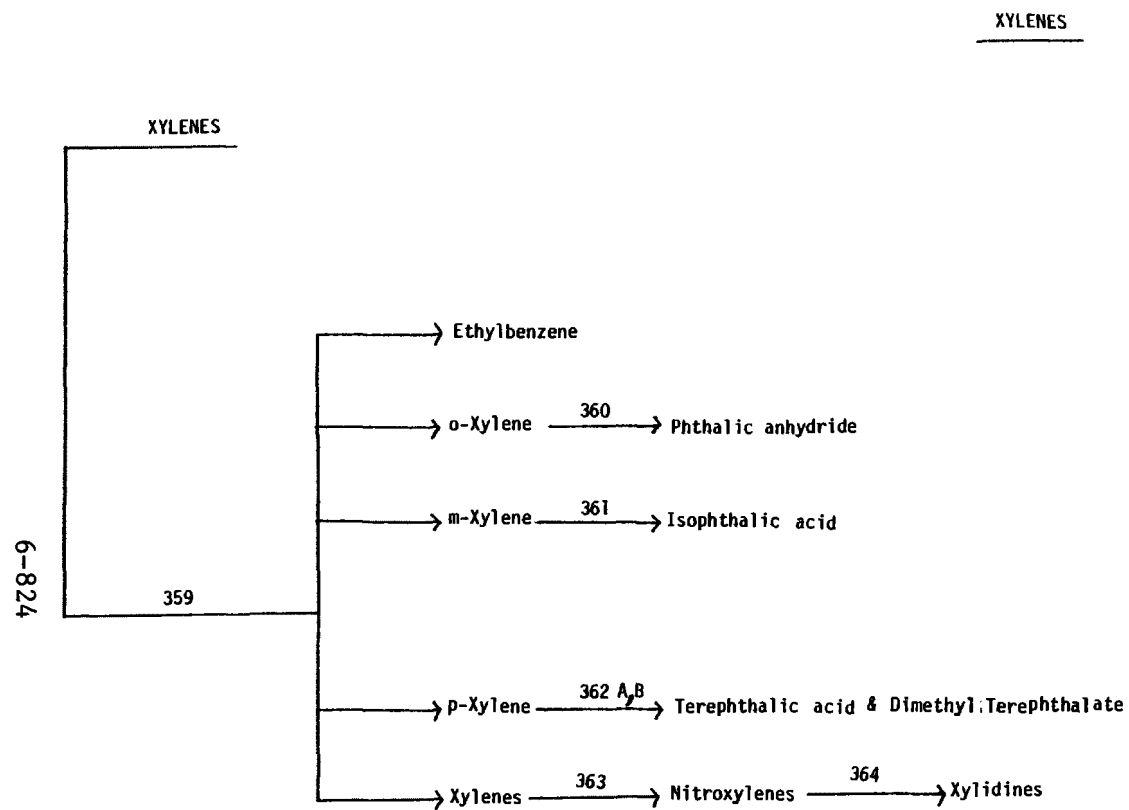 XYLENES
XYLENES
Ethylbenzene
o-Xylene 360 Phthalic anhydride
m-Xylene 361 Isophthalic acid
359
6-824
p-Xylene 362 A,B Terephthalic acid & Dimethyl Terephthalate
Xylenes 363 Nitroxylenes 364 Xylidines